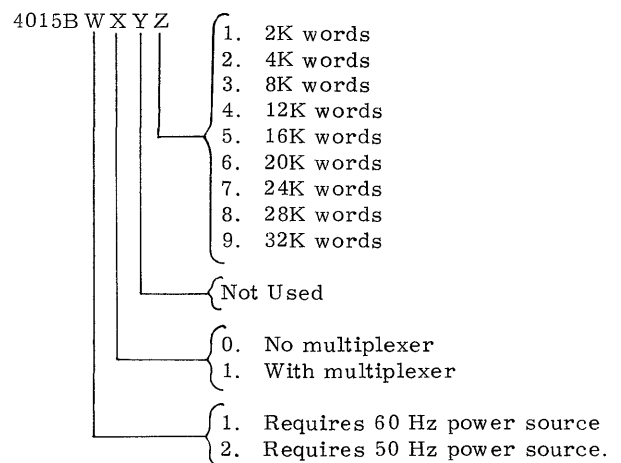 4015B W X Y Z
1. 2K words
2. 4K words
3. 8K words
4. 12K words
5. 16K words
6. 20K words
7. 24K words
8. 28K words
9. 32K words
Not Used
0. No multiplexer
1. With multiplexer
1. Requires 60 Hz power source
2. Requires 50 Hz power source.